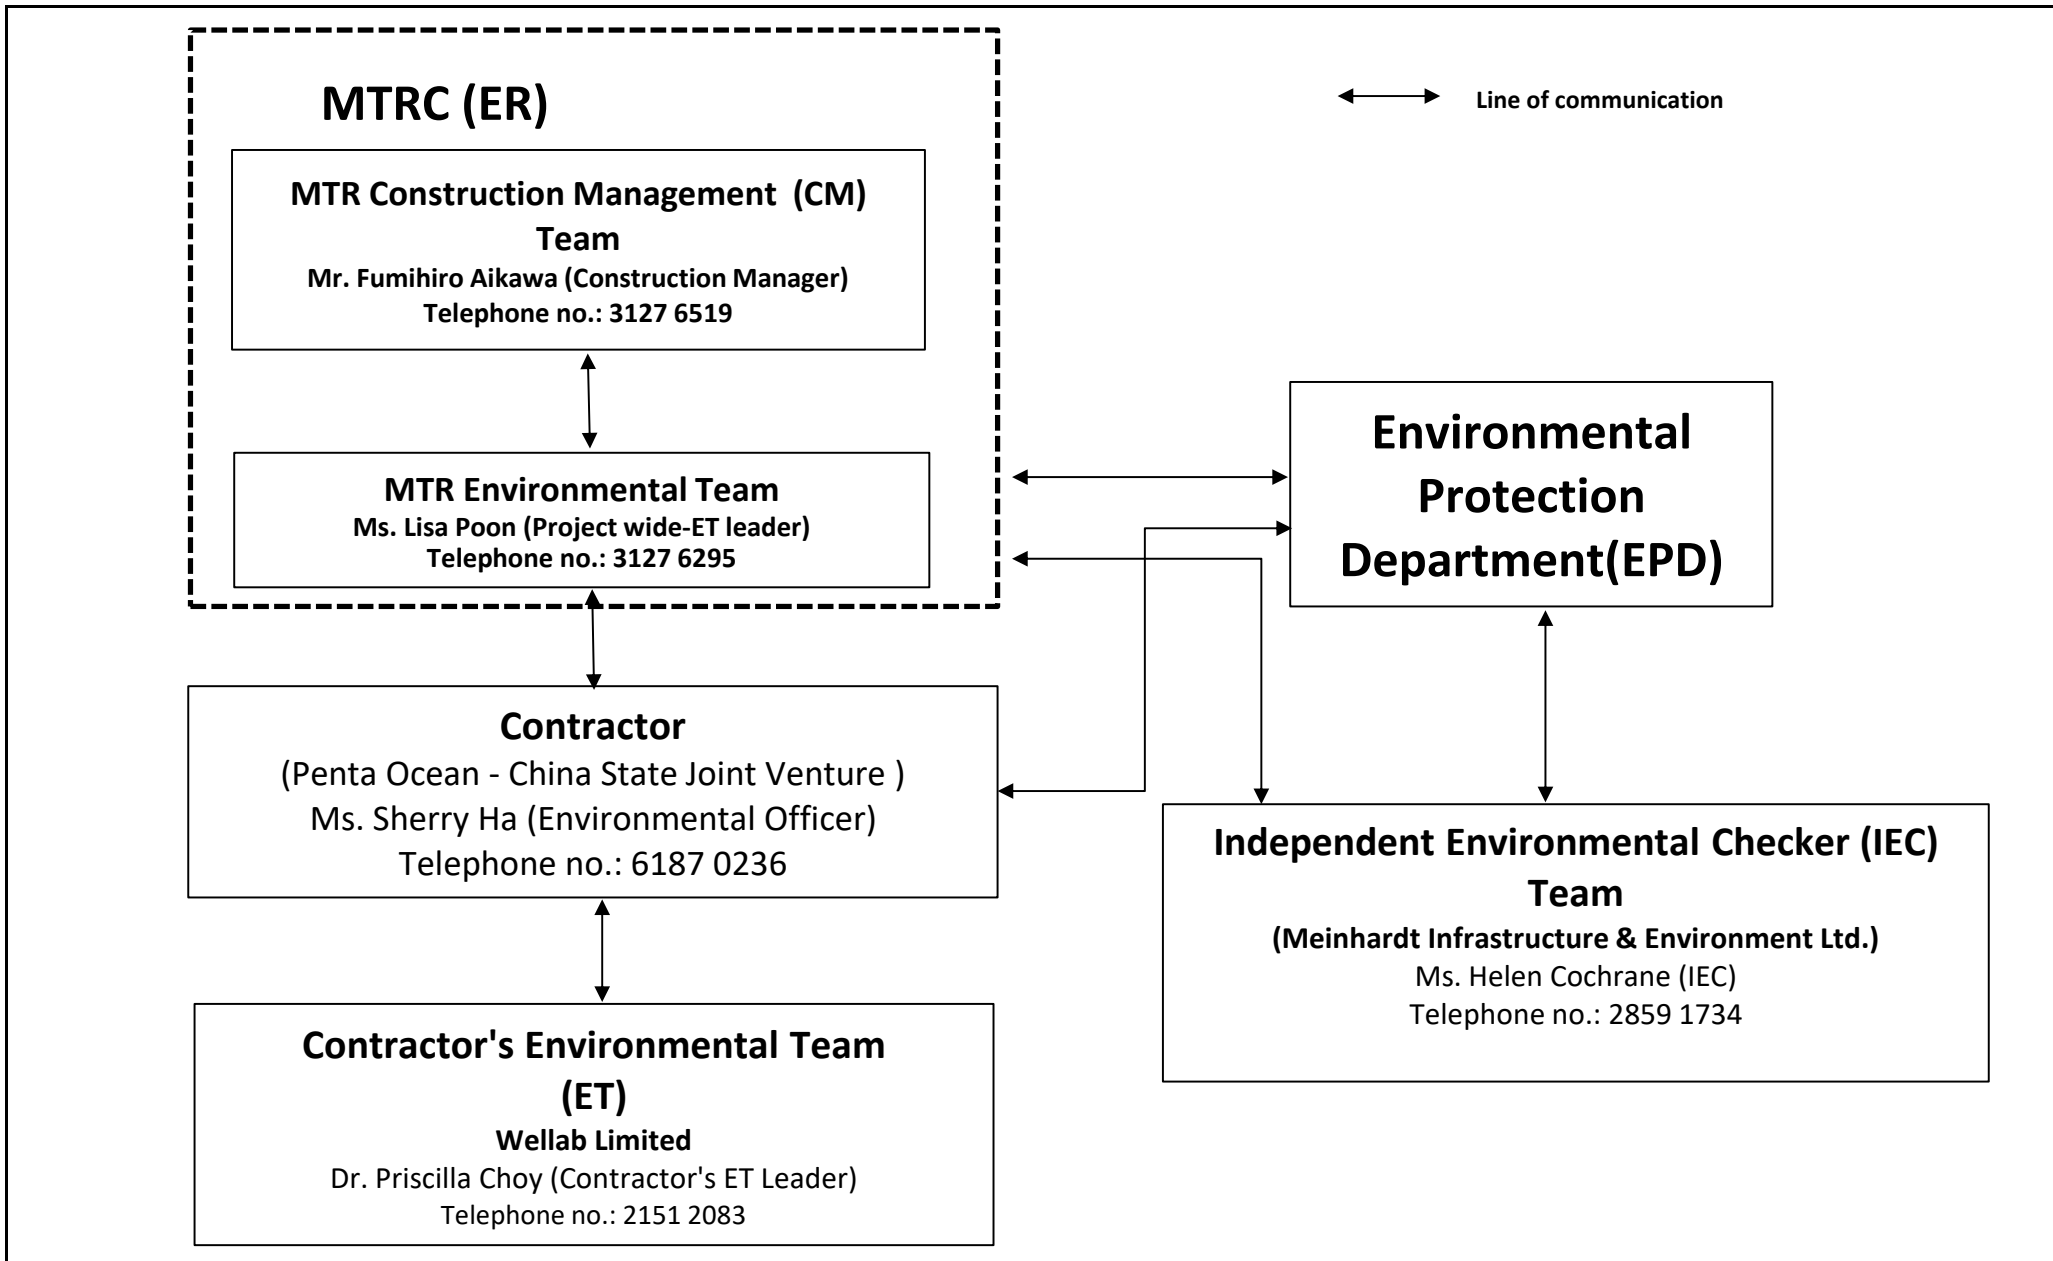 MTRC (ER)
Line of communication
MTR Construction Management (CM)
Team
Mr. Fumihiro Aikawa (Construction Manager)
Telephone no.: 3127 6519
MTR Environmental Team
Ms. Lisa Poon (Project wide-ET leader)
Telephone no.: 3127 6295
Environmental
Protection
Department(EPD)
Contractor
(Penta Ocean - China State Joint Venture )
Ms. Sherry Ha (Environmental Officer)
Telephone no.: 6187 0236
Independent Environmental Checker (IEC)
Team
(Meinhardt Infrastructure & Environment Ltd.)
Ms. Helen Cochrane (IEC)
Telephone no.: 2859 1734
Contractor's Environmental Team
(ET)
Wellab Limited
Dr. Priscilla Choy (Contractor's ET Leader)
Telephone no.: 2151 2083